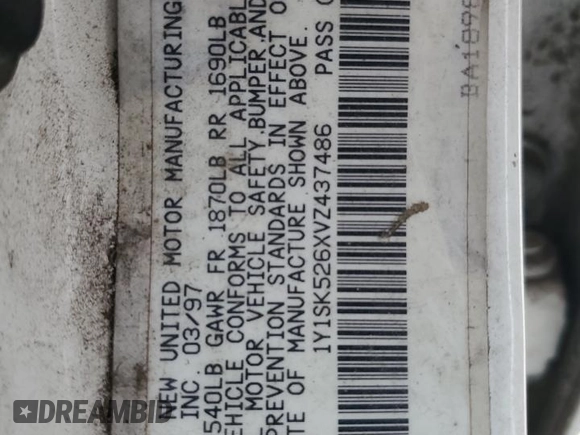 NEW UNITED MOTOR MANUFACTURING
INC 03/97
540LB GAWR FR 1870LB RR 1690LB
EHICLE CONFORMS TO ALL APPLICABL
MOTOR VEHICLE SAFETY,BUMPER,AND
PREVENTION STANDARDS IN EFFECT O
TE OF MANUFACTURE SHOWN ABOVE.
1Y1SK526XVZ437486 PASS
DREAMBID